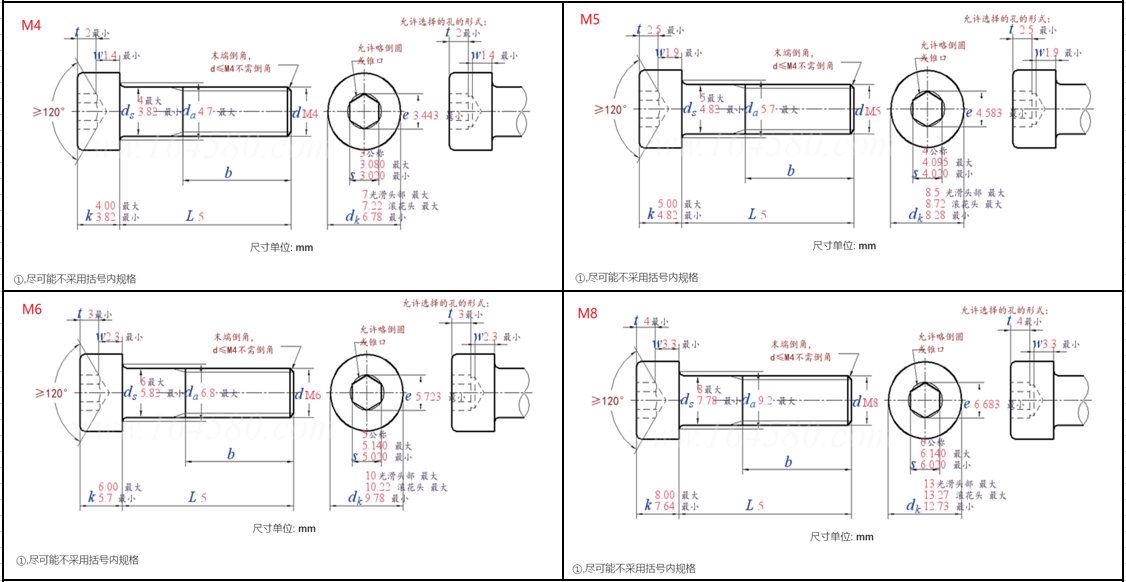 M4
允许选择的孔的形式:
t 2最小
t 2最小
w1.4 最小
末端倒角,
d≤M4不需倒角
允许略倒圆
或锥口
w1.4 最小
≥120°
ds 4最大
3.82 最小
da 4.7 最大
d M4
e 3.443 最小
3公称
3.080 最大
s 3.020 最小
b
7光滑头部 最大
7.22 滚花头 最大
dk 6.78 最小
4.00 最大
k 3.82 最小
L 5
尺寸单位: mm
①,尽可能不采用括号内规格
M5
允许选择的孔的形式:
t 2.5 最小
t 2.5 最小
w1.9 最小
末端倒角,
d≤M4不需倒角
允许略倒圆
或锥口
w1.9 最小
≥120°
ds 5最大
4.82 最小
da 5.7 最大
d M5
e 4.583 最小
4公称
4.095 最大
s 4.020 最小
b
8.5 光滑头部 最大
8.72 滚花头 最大
dk 8.28 最小
5.00 最大
k 4.82 最小
L 5
尺寸单位: mm
①,尽可能不采用括号内规格
M6
允许选择的孔的形式:
t 3最小
t 3最小
w2.3 最小
末端倒角,
d≤M4不需倒角
允许略倒圆
或锥口
w2.3 最小
≥120°
ds 6最大
5.82 最小
da 6.8 最大
d M6
e 5.723 最小
5公称
5.140 最大
s 5.020 最小
b
10光滑头部 最大
10.22 滚花头 最大
dk 9.78 最小
6.00 最大
k 5.7 最小
L 5
尺寸单位: mm
①,尽可能不采用括号内规格
M8
允许选择的孔的形式:
t 4最小
t 4最小
w3.3 最小
末端倒角,
d≤M4不需倒角
允许略倒圆
或锥口
w3.3 最小
≥120°
ds 8最大
7.78 最小
da 9.2 最大
d M8
e 6.683 最小
6公称
6.140 最大
s 6.020 最小
b
13光滑头部 最大
13.27 滚花头 最大
dk 12.73 最小
8.00 最大
k 7.64 最小
L 5
尺寸单位: mm
①,尽可能不采用括号内规格